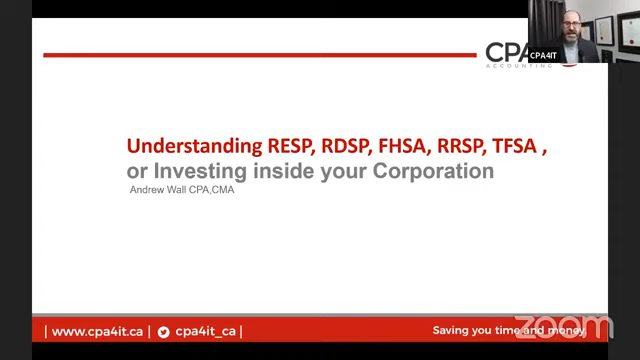 CPA
ACCOUNTING
CPA4IT
Understanding RESP, RDSP, FHSA, RRSP, TFSA ,
or Investing inside your Corporation
Andrew Wall CPA,CMA
| www.cpa4it.ca | cpa4it_ca |
Saving you time and money.
zoom